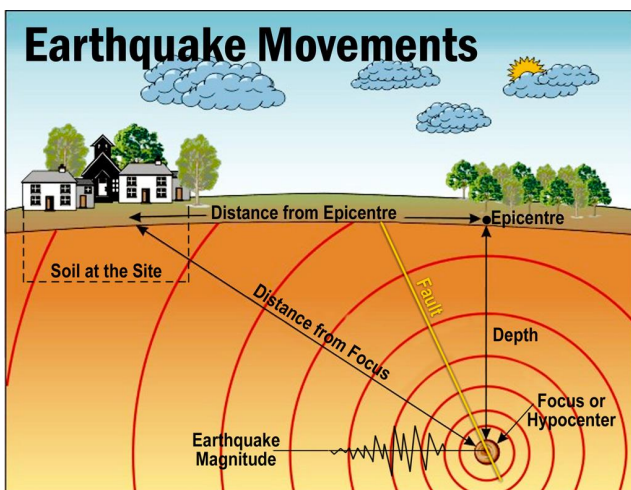 Earthquake Movements
Distance from Epicentre
Epicentre
Soil at the Site
Distance from Focus
Fault
Depth
Focus or
Hypocenter
Earthquake
Magnitude